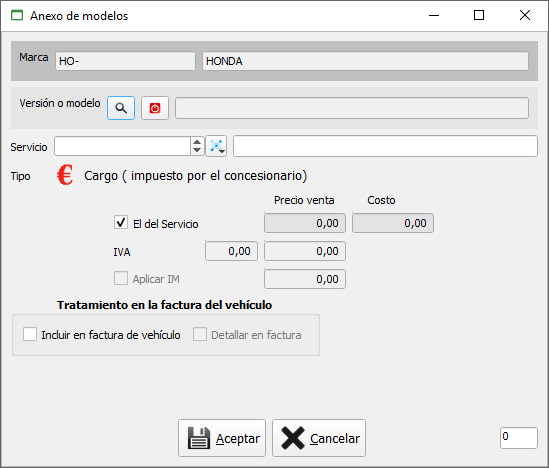 Anexo de modelos
Marca HO- HONDA
Versión o modelo
Servicio
Tipo € Cargo ( impuesto por el concesionario)
Precio venta Costo
El del Servicio 0,00 0,00
IVA 0,00 0,00
Aplicar IM 0,00
Tratamiento en la factura del vehículo
Incluir en factura de vehículo Detallar en factura
Aceptar Cancelar 0